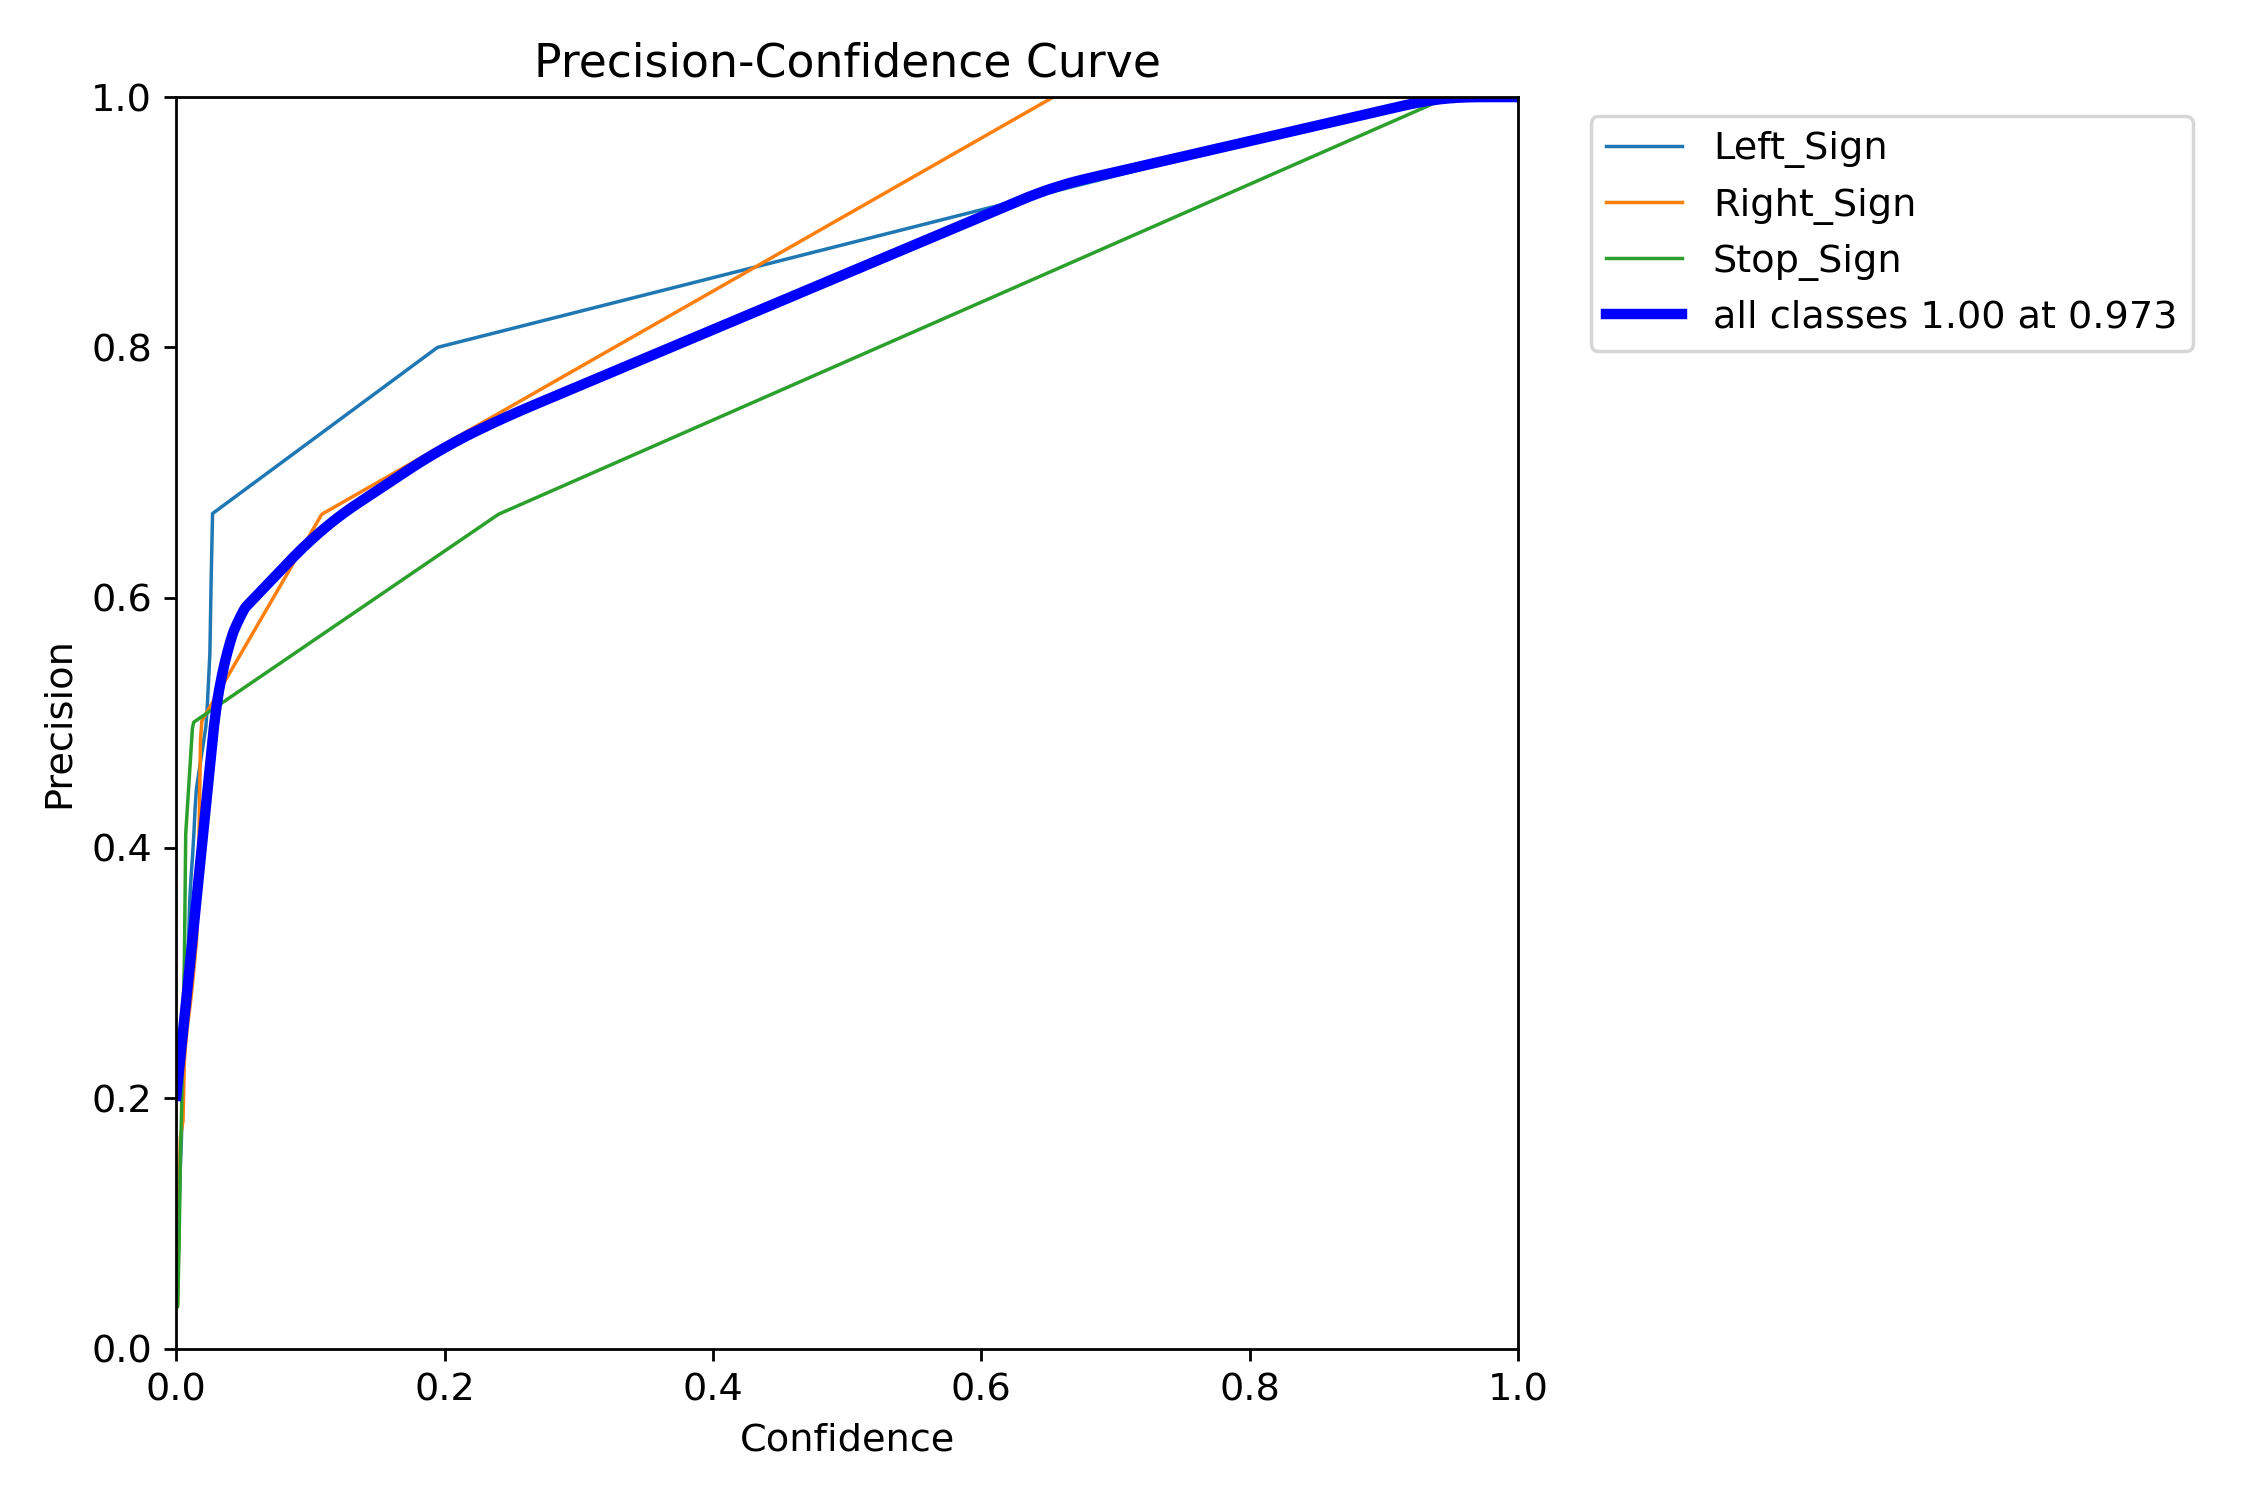 Precision-Confidence Curve
1.0
0.8
0.6
0.4
0.2
0.0
Precision
0.0 0.2 0.4 0.6 0.8 1.0
Confidence
Left_Sign
Right_Sign
Stop_Sign
all classes 1.00 at 0.973